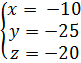 x = −10
y = −25
z = −20